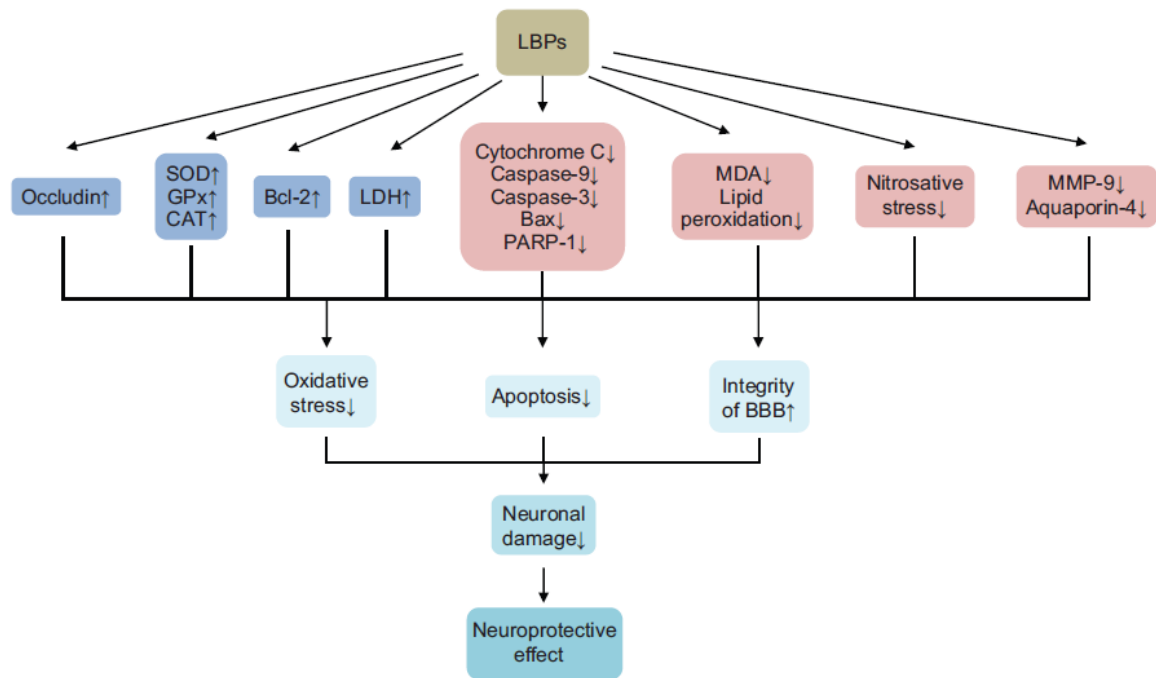 LBPs
Occludin↑
SOD↑
GPx↑
CAT↑
Bcl-2↑
LDH↑
Cytochrome C↓
Caspase-9↓
Caspase-3↓
Bax↓
PARP-1↓
MDA↓
Lipid
peroxidation↓
Nitrosative
stress↓
MMP-9↓
Aquaporin-4↓
Oxidative
stress↓
Apoptosis↓
Integrity
of BBB↑
Neuronal
damage↓
Neuroprotective
effect